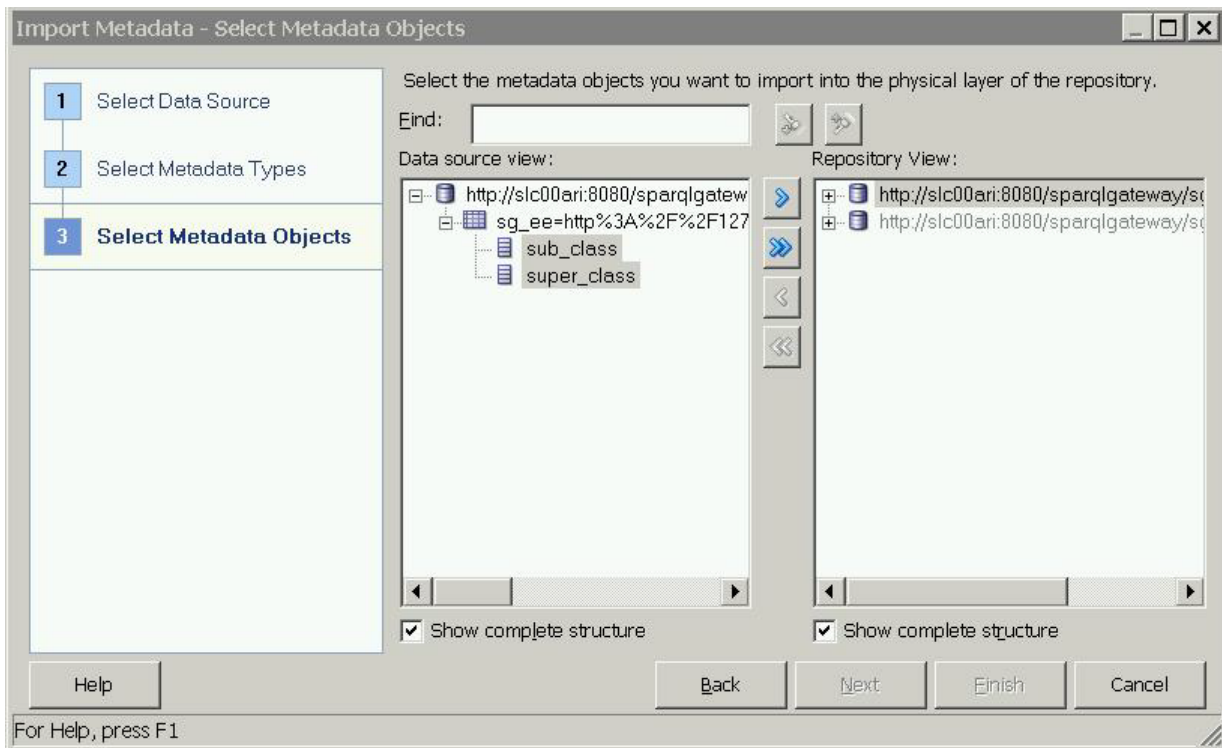 Import Metadata - Select Metadata Objects
1 Select Data Source
2 Select Metadata Types
3 Select Metadata Objects
Select the metadata objects you want to import into the physical layer of the repository.
Find:
Data source view:
http://slc00ari:8080/sparqlgatew
sg_ee=http%3A%2F%2F127
sub_class
super_class
Show complete structure
Repository View:
http://slc00ari:8080/sparqlgateway/sg
http://slc00ari:8080/sparqlgateway/sg
Show complete structure
Help
Back
Next
Finish
Cancel
For Help, press F1